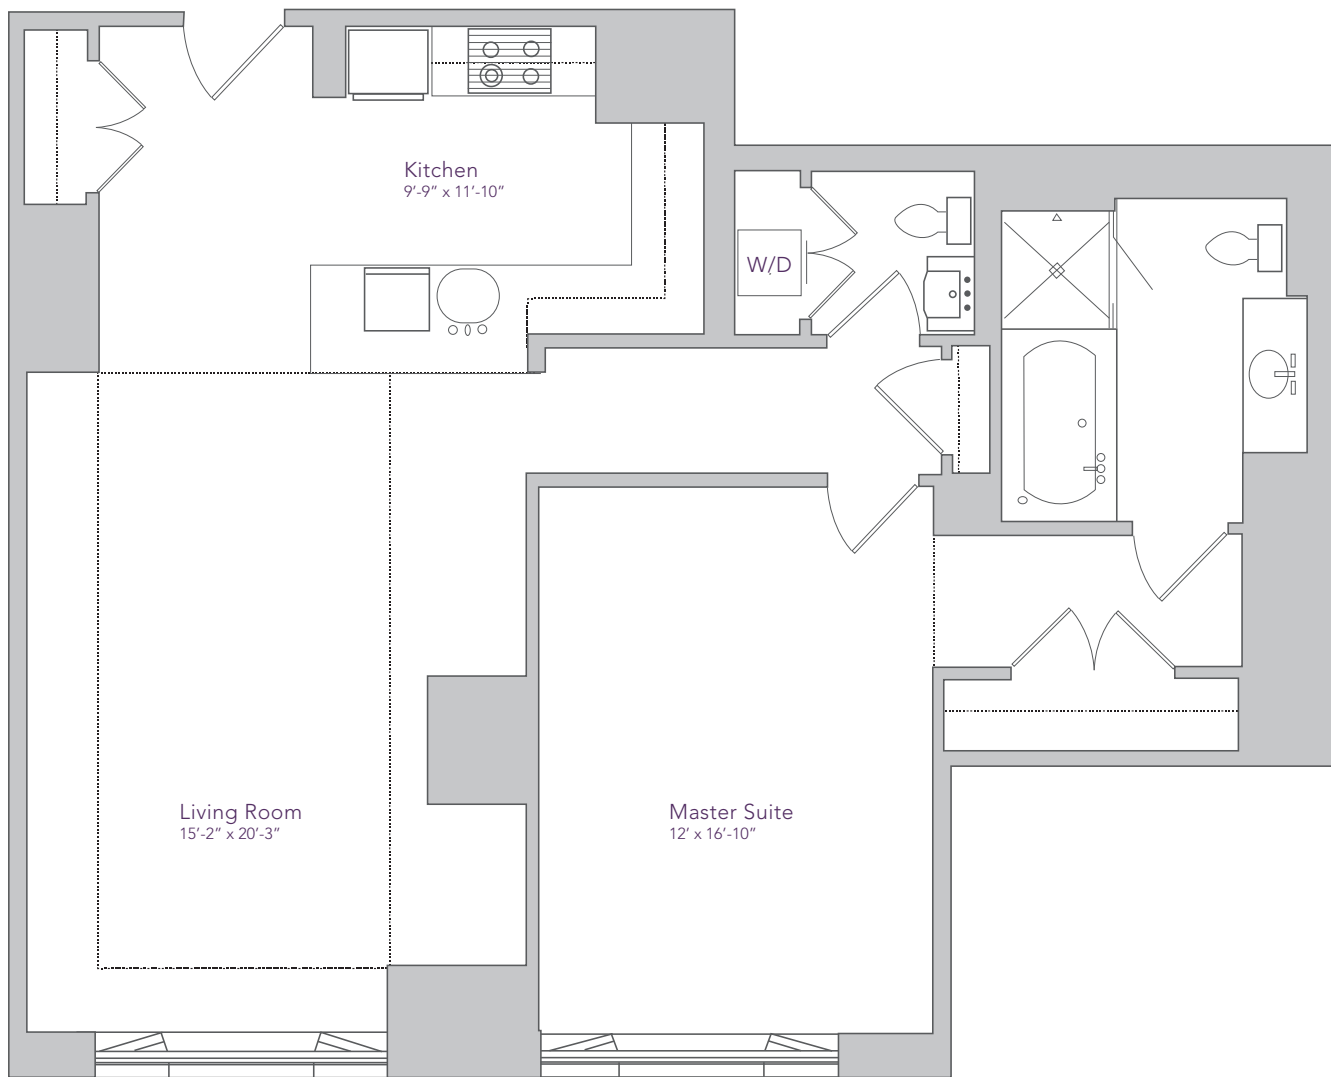 Kitchen
9’-9” x 11’-10”
W/D
Living Room
15’-2” x 20’-3”
Master Suite
12’ x 16’-10”